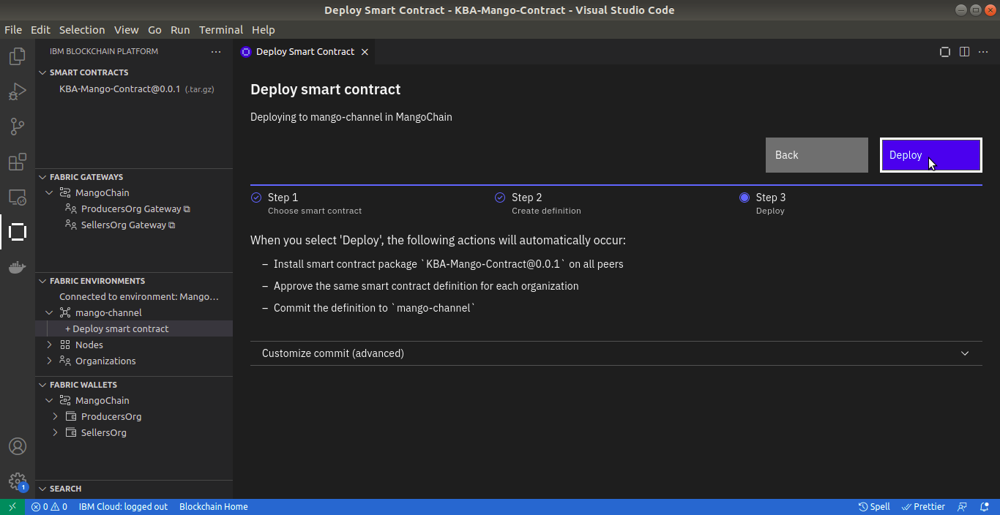 Deploy Smart Contract - KBA-Mango-Contract - Visual Studio Code
File Edit Selection View Go Run Terminal Help
IBM BLOCKCHAIN PLATFORM
SMART CONTRACTS
KBA-Mango-Contract@0.0.1 (.tar.gz)
FABRIC GATEWAYS
MangoChain
ProducersOrg Gateway
SellersOrg Gateway
FABRIC ENVIRONMENTS
Connected to environment: Mango...
mango-channel
+ Deploy smart contract
Nodes
Organizations
FABRIC WALLETS
MangoChain
ProducersOrg
SellersOrg
SEARCH
1
Deploy Smart Contract
Deploy smart contract
Deploying to mango-channel in MangoChain
Back
Deploy
Step 1
Choose smart contract
Step 2
Create definition
Step 3
Deploy
When you select 'Deploy', the following actions will automatically occur:
– Install smart contract package `KBA-Mango-Contract@0.0.1` on all peers
– Approve the same smart contract definition for each organization
– Commit the definition to `mango-channel`
Customize commit (advanced)
0 0 IBM Cloud: logged out Blockchain Home Spell Prettier